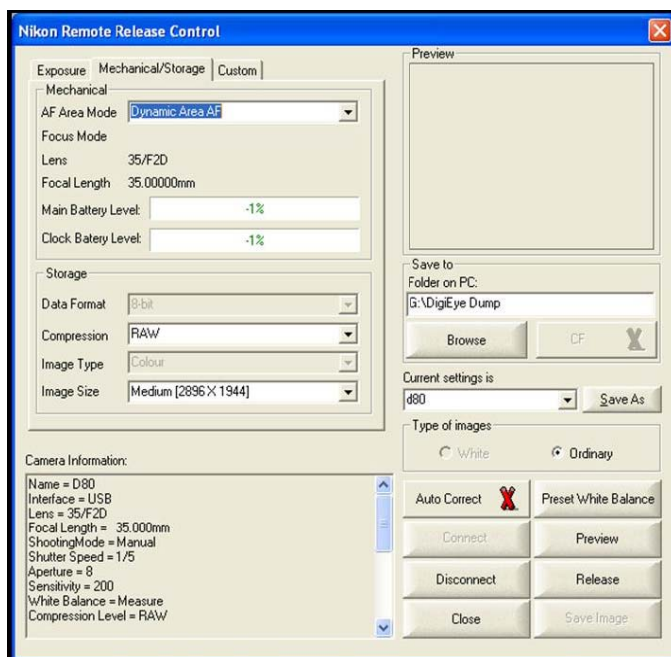 Nikon Remote Release Control
Exposure Mechanical/Storage Custom
Mechanical
AF Area Mode Dynamic Area AF
Focus Mode
Lens 35/F2D
Focal Length 35.00000mm
Main Battery Level: -1%
Clock Batery Level: -1%
Storage
Data Format 8-bit
Compression RAW
Image Type Colour
Image Size Medium [2896 X 1944]
Camera Information:
Name = D80
Interface = USB
Lens = 35/F2D
Focal Length = 35.000mm
ShootingMode = Manual
Shutter Speed = 1/5
Aperture = 8
Sensitivity = 200
White Balance = Measure
Compression Level = RAW
Preview
Save to
Folder on PC:
G:\DigiEye Dump
Browse CF
Current settings is
d80 Save As
Type of images
White Ordinary
Auto Correct Preset White Balance
Connect Preview
Disconnect Release
Close Save Image